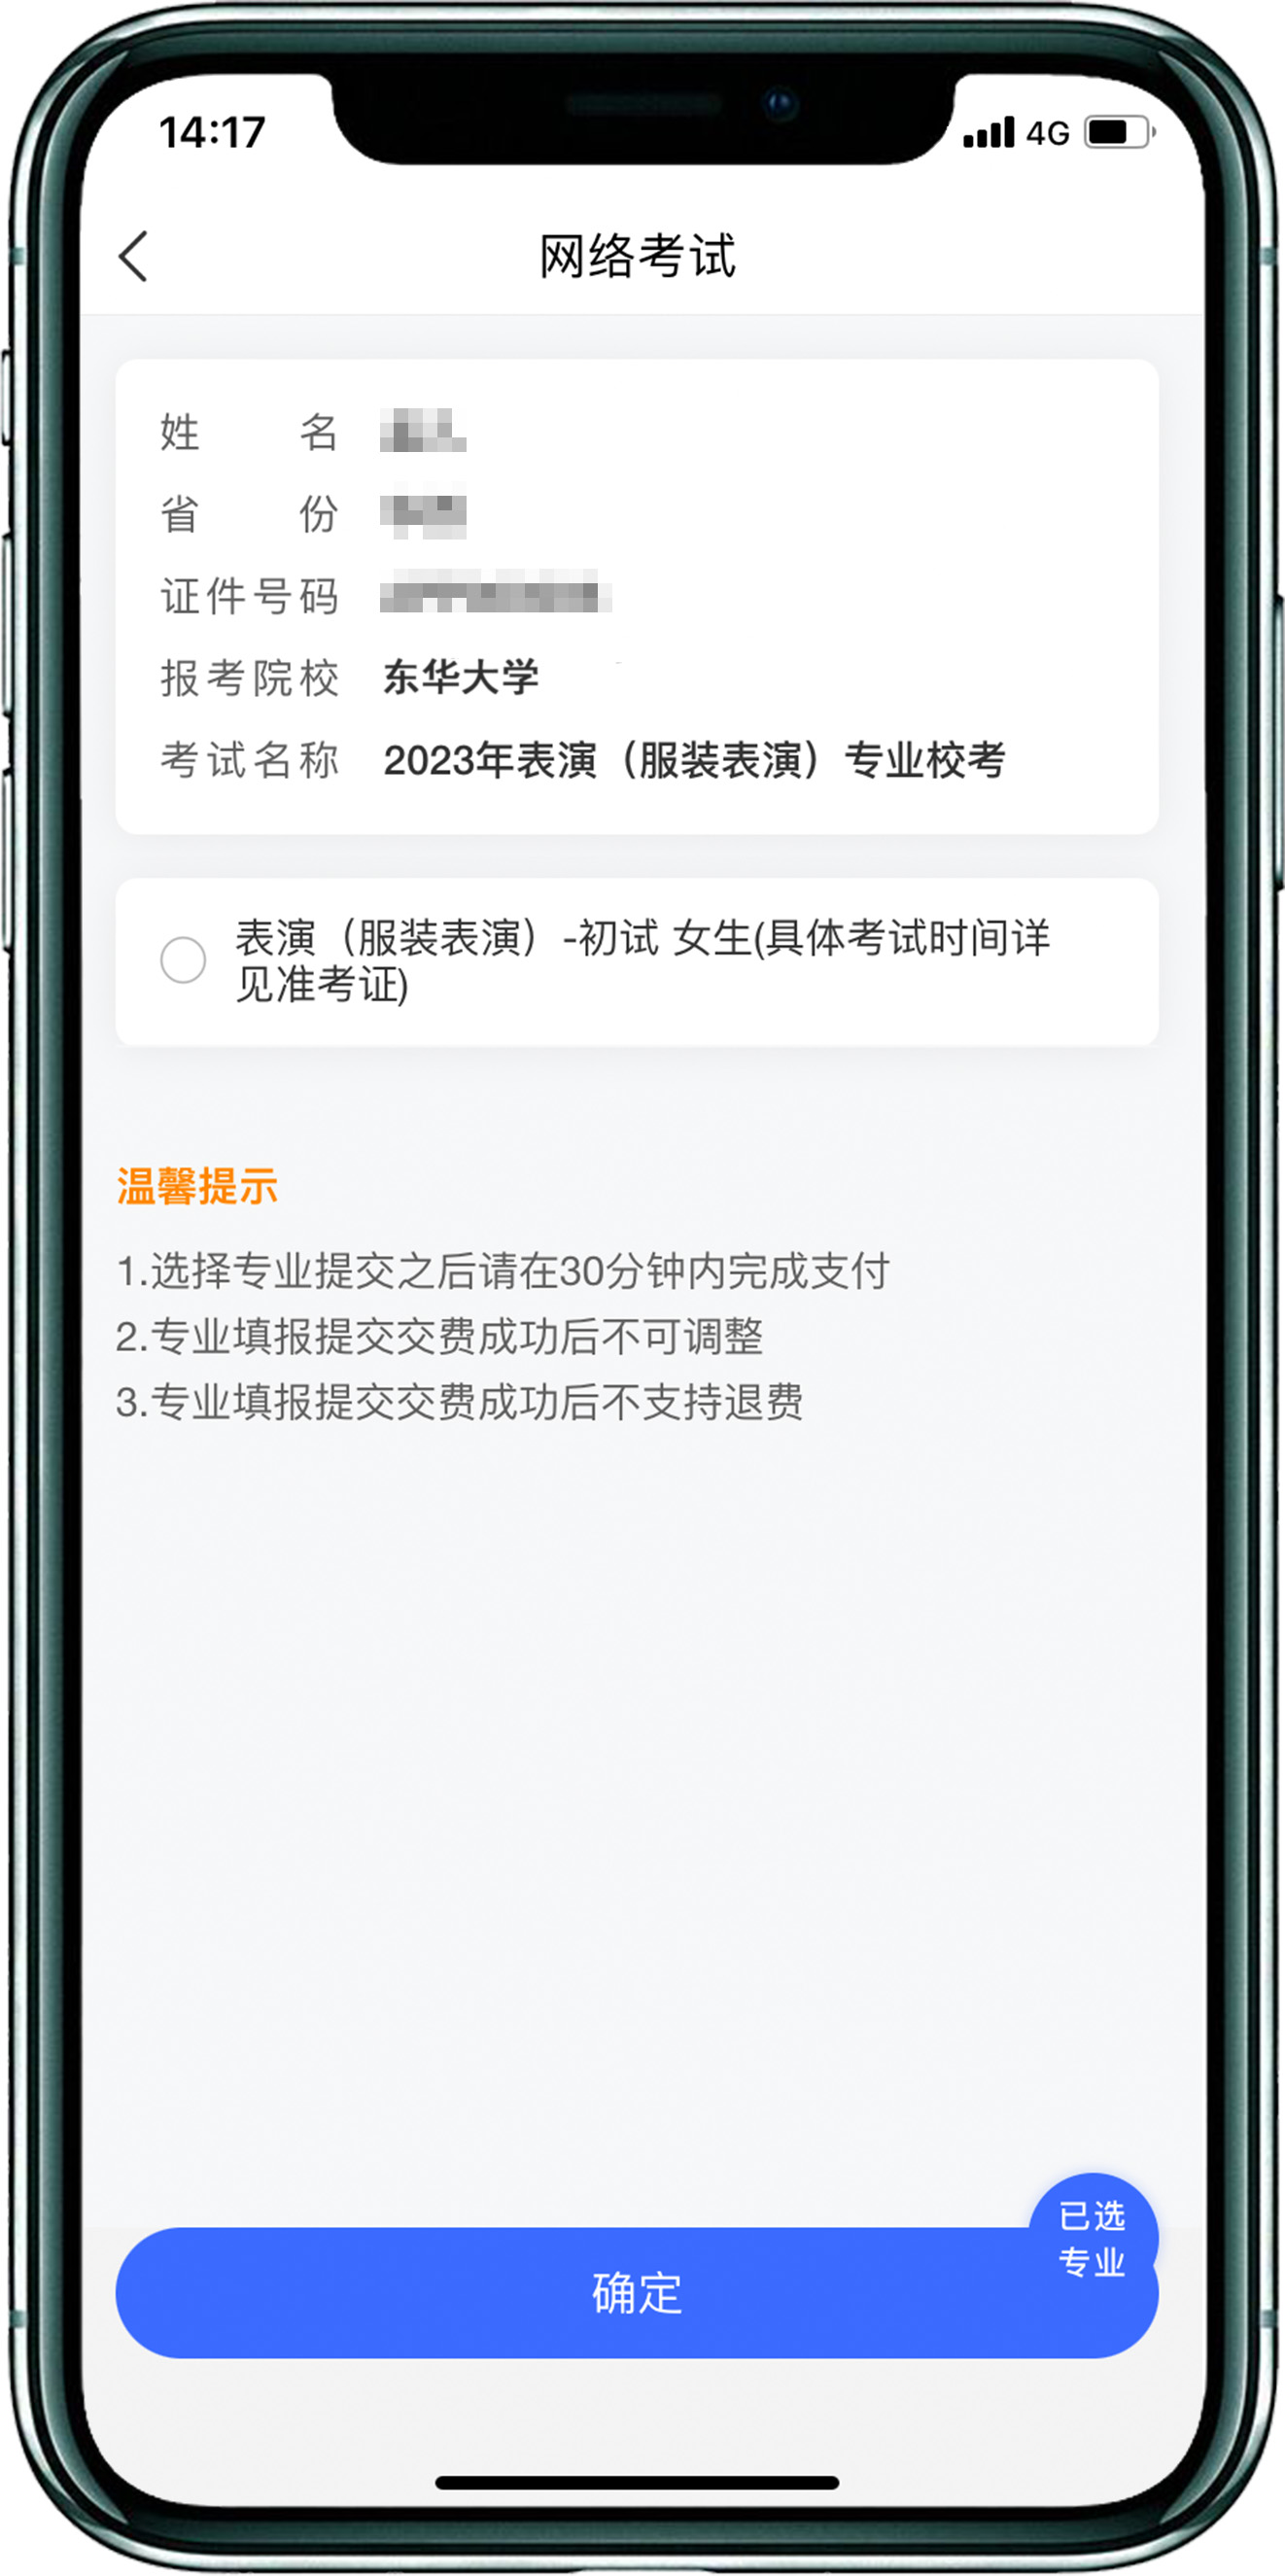 14:17
4G
网络考试
姓名
省份
证件号码
报考院校 东华大学
考试名称 2023年表演（服装表演）专业校考
表演（服装表演）-初试 女生(具体考试时间详
见准考证)
温馨提示
1.选择专业提交之后请在30分钟内完成支付
2.专业填报提交交费成功后不可调整
3.专业填报提交交费成功后不支持退费
已选
专业
确定